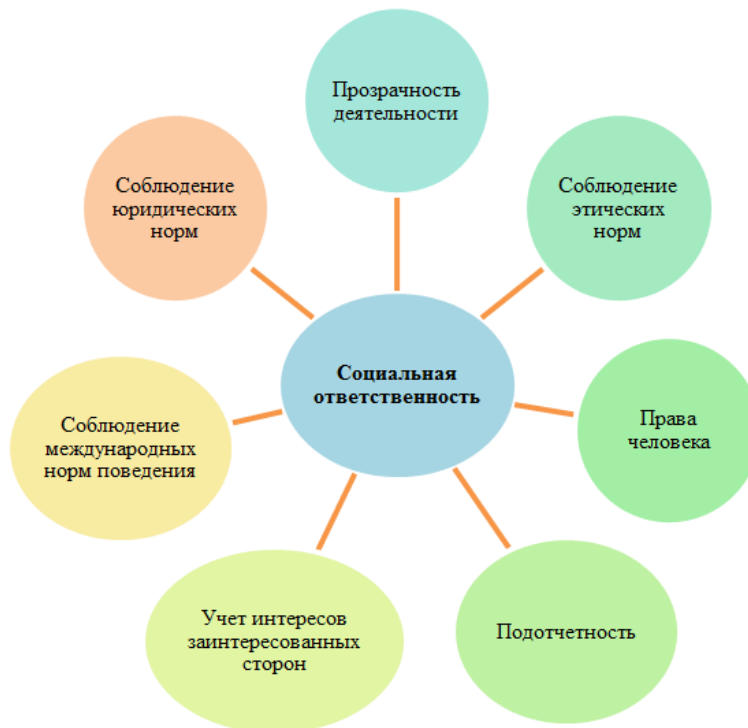 Прозрачность
деятельности
Соблюдение
юридических
норм
Соблюдение
этических
норм
Социальная
ответственность
Соблюдение
международных
норм поведения
Права
человека
Учет интересов
заинтересованных
сторон
Подотчетность